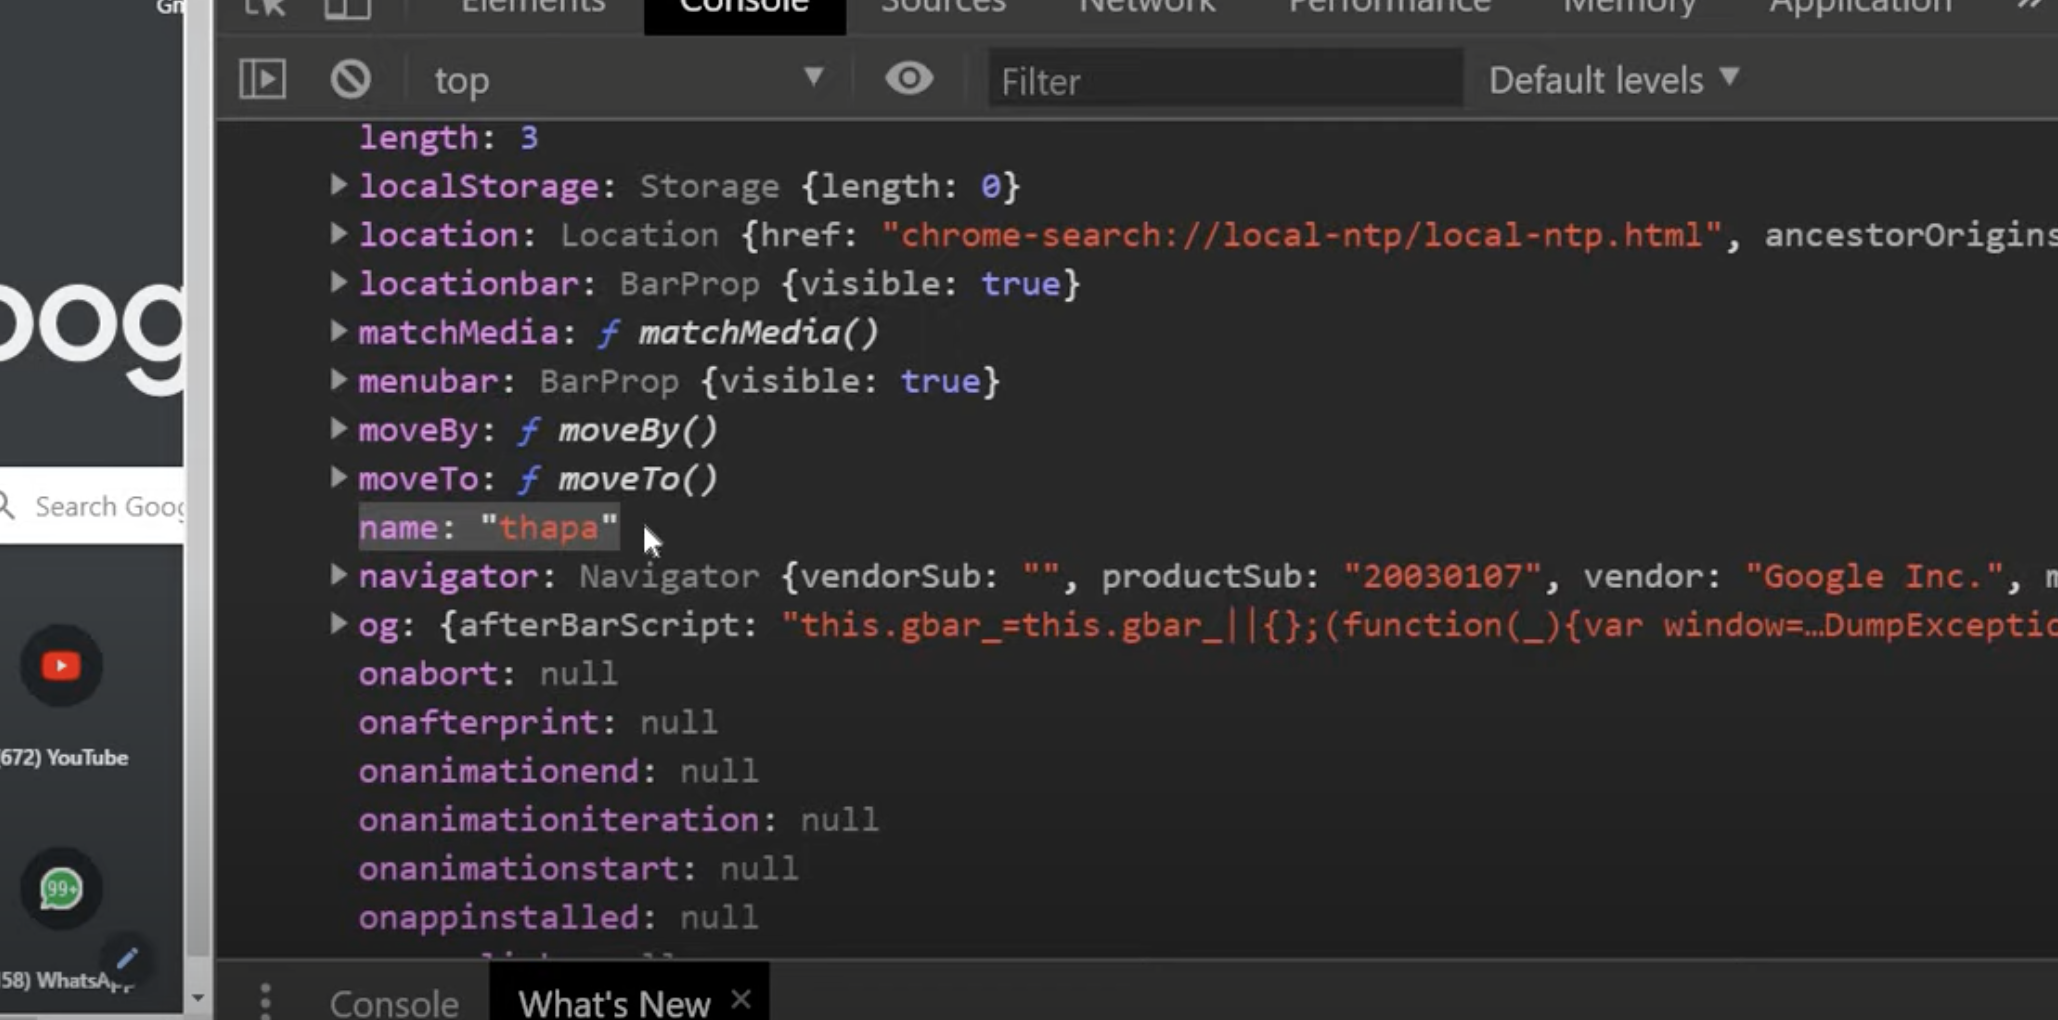 Elements Console Sources Network Performance Memory Application »
top Filter Default levels
length: 3
localStorage: Storage {length: 0}
location: Location {href: "chrome-search://local-ntp/local-ntp.html", ancestorOrigins
locationbar: BarProp {visible: true}
matchMedia: ƒ matchMedia()
menubar: BarProp {visible: true}
moveBy: ƒ moveBy()
moveTo: ƒ moveTo()
name: "thapa"
navigator: Navigator {vendorSub: "", productSub: "20030107", vendor: "Google Inc.", m
og: {afterBarScript: "this.gbar_=this.gbar_||{};(function(_){var window=…DumpExceptio
onabort: null
onafterprint: null
onanimationend: null
onanimationiteration: null
onanimationstart: null
onappinstalled: null
Console What's New ×
Gm
oog
Search Goog
672) YouTube
99+
58) WhatsApp